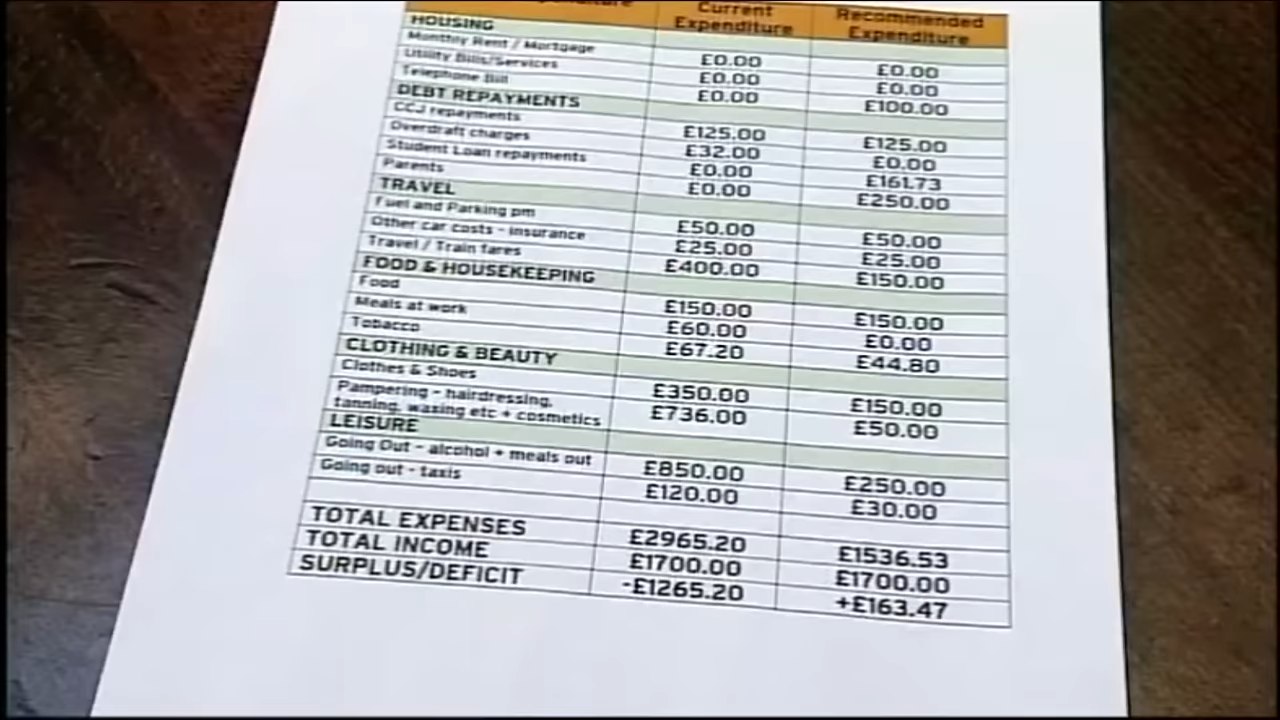 Current Recommended
Expenditure Expenditure
HOUSING
Monthly Rent / Mortgage £0.00 £0.00
Utility Bills/Services £0.00 £0.00
Telephone Bill £0.00 £100.00
DEBT REPAYMENTS
CCJ repayments £125.00 £125.00
Overdraft charges £32.00 £0.00
Student Loan repayments £0.00 £161.73
Parents £0.00 £250.00
TRAVEL
Fuel and Parking pm £50.00 £50.00
Other car costs - insurance £25.00 £25.00
Travel / Train fares £400.00 £150.00
FOOD & HOUSEKEEPING
Food £150.00 £150.00
Meals at work £60.00 £0.00
Tobacco £67.20 £44.80
CLOTHING & BEAUTY
Clothes & Shoes £350.00 £150.00
Pampering - hairdressing,
tanning, waxing etc + cosmetics £736.00 £50.00
LEISURE
Going Out - alcohol + meals out £850.00 £250.00
Going out - taxis £120.00 £30.00
TOTAL EXPENSES £2965.20 £1536.53
TOTAL INCOME £1700.00 £1700.00
SURPLUS/DEFICIT -£1265.20 +£163.47